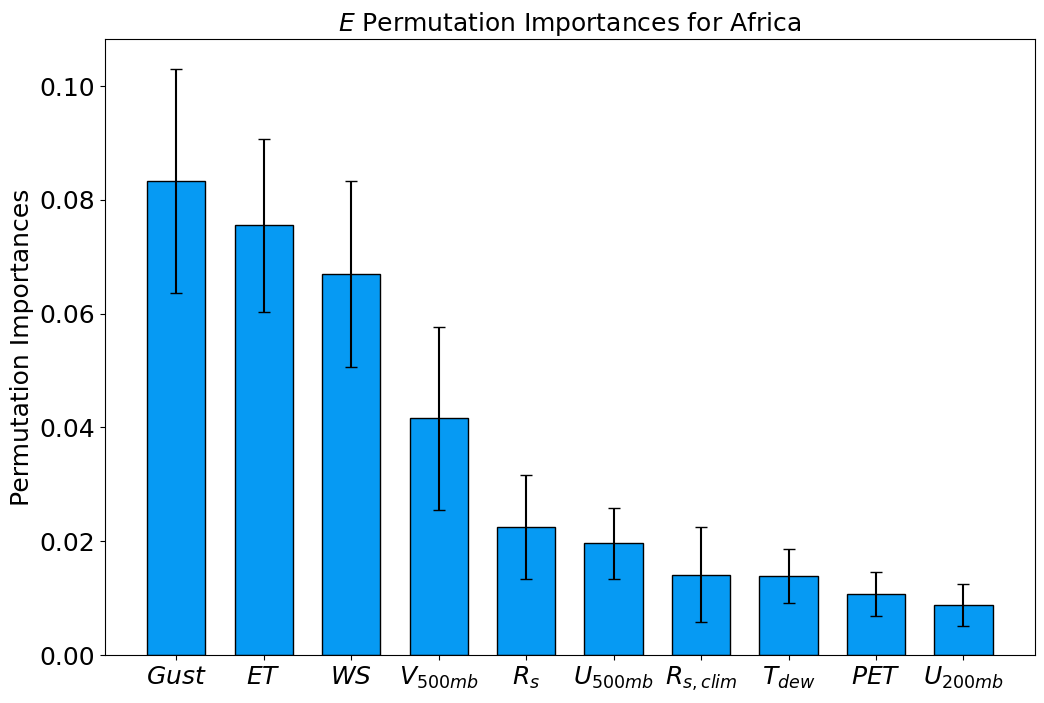 E Permutation Importances for Africa
Permutation Importances
0.10
0.08
0.06
0.04
0.02
0.00
Gust ET WS V500mb Rs U500mb Rs, clim Tdew PET U200mb